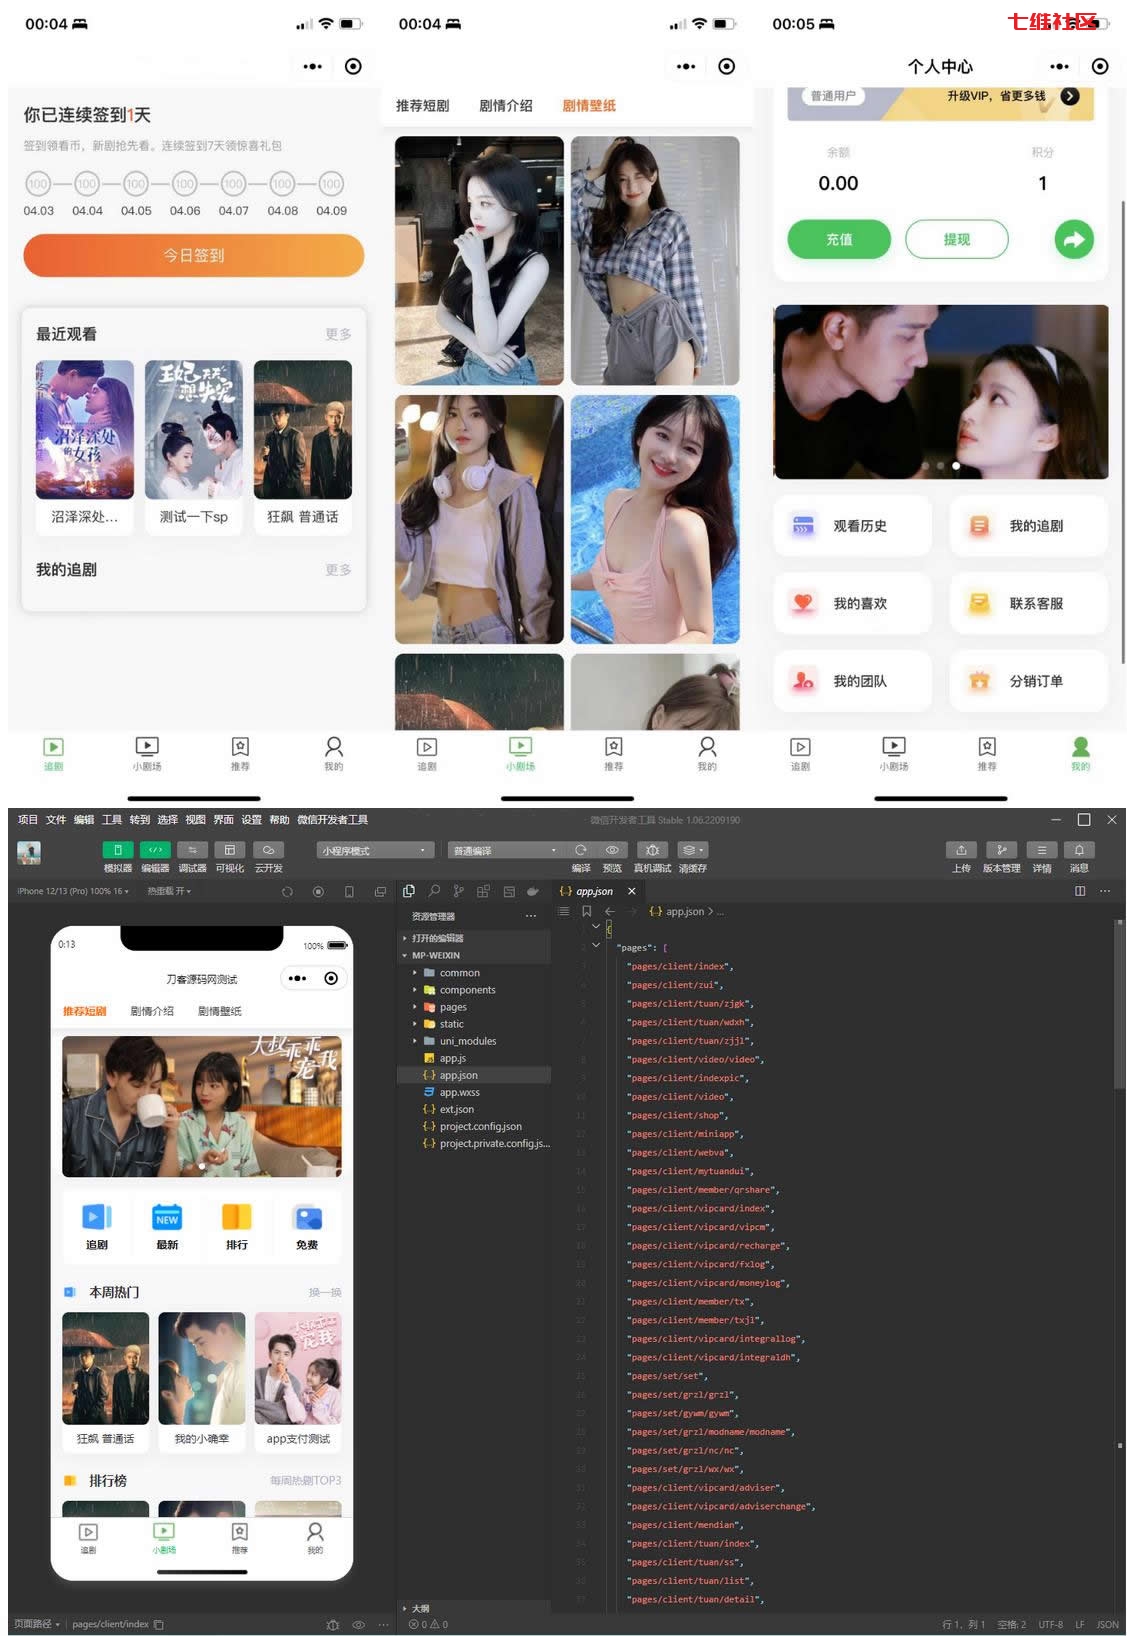 00:04
你已连续签到1天
签到领看币，新剧抢先看。连续签到7天领惊喜礼包
100 100 100 100 100 100 100
04.03 04.04 04.05 04.06 04.07 04.08 04.09
今日签到
最近观看 更多
沼泽深处的女孩
王妃天天想失宠
沼泽深处... 测试一下sp 狂飙 普通话
我的追剧 更多
追剧 小剧场 推荐 我的
00:04
推荐短剧 剧情介绍 剧情壁纸
追剧 小剧场 推荐 我的
00:05
七维社区
个人中心
普通用户 升级VIP，省更多钱
余额 积分
0.00 1
充值 提现
观看历史 我的追剧
我的喜欢 联系客服
我的团队 分销订单
追剧 小剧场 推荐 我的
项目 文件 编辑 工具 转到 选择 视图 界面 设置 帮助 微信开发者工具
微信开发者工具 Stable 1.06.2209190
模拟器 编辑器 调试器 可视化 云开发
小程序模式 普通编译
编译 预览 真机调试 清缓存
上传 版本管理 详情 消息
iPhone 12/13 (Pro) 100% 16 热重载 开
0:13 100%
刀客源码网测试
推荐短剧 剧情介绍 剧情壁纸
大叔乖乖宠我
追剧 最新 排行 免费
NEW
本周热门 换一换
狂飙 普通话 我的小确幸 app支付测试
排行榜 每周热剧TOP3
追剧 小剧场 推荐 我的
页面路径 pages/client/index
资源管理器 ...
打开的编辑器
MP-WEIXIN
common
components
pages
static
uni_modules
app.js
app.json
app.wxss
ext.json
project.config.json
project.private.config.js...
大纲
0 0
app.json
app.json > ...
{
"pages": [
"pages/client/index",
"pages/client/zui",
"pages/client/tuan/zjgk",
"pages/client/tuan/wdxh",
"pages/client/tuan/zjjl",
"pages/client/video/video",
"pages/client/indexpic",
"pages/client/video",
"pages/client/shop",
"pages/client/miniapp",
"pages/client/webva",
"pages/client/mytuandui",
"pages/client/member/qrshare",
"pages/client/vipcard/index",
"pages/client/vipcard/vipcm",
"pages/client/vipcard/recharge",
"pages/client/vipcard/fxlog",
"pages/client/vipcard/moneylog",
"pages/client/member/tx",
"pages/client/member/txjl",
"pages/client/vipcard/integrallog",
"pages/client/vipcard/integraldh",
"pages/set/set",
"pages/set/grzl/grzl",
"pages/set/gywm/gywm",
"pages/set/grzl/modname/modname",
"pages/set/grzl/nc/nc",
"pages/set/grzl/wx/wx",
"pages/client/vipcard/adviser",
"pages/client/vipcard/adviserchange",
"pages/client/mendian",
"pages/client/tuan/index",
"pages/client/tuan/ss",
"pages/client/tuan/list",
"pages/client/tuan/detail",
行 1，列 1 空格: 2 UTF-8 LF JSON